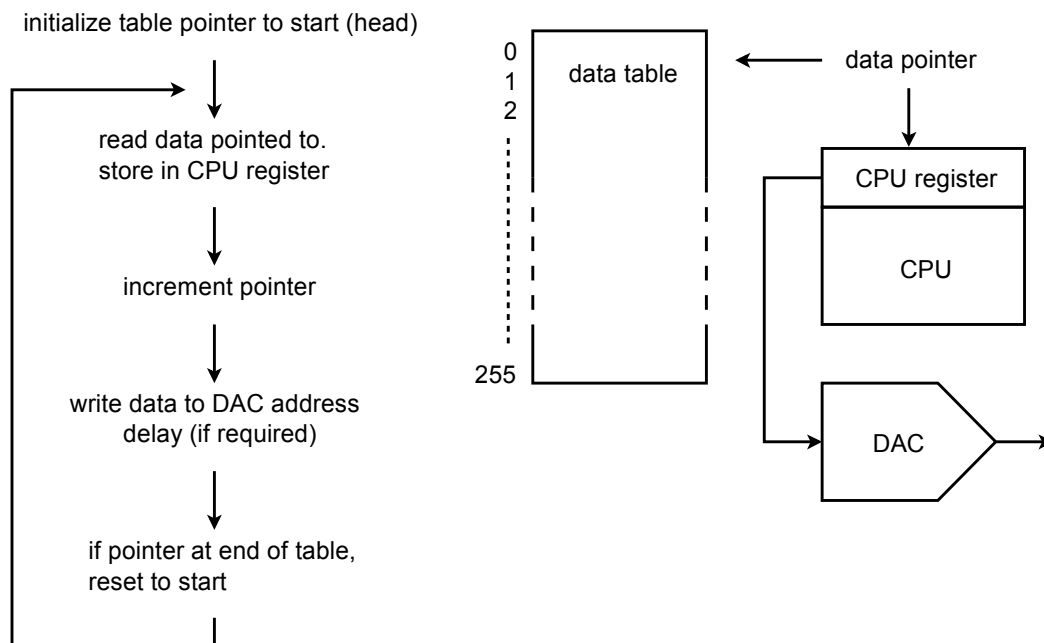 initialize table pointer to start (head)
read data pointed to.
store in CPU register
increment pointer
write data to DAC address
delay (if required)
if pointer at end of table,
reset to start
0
1
2
255
data table
data pointer
CPU register
CPU
DAC